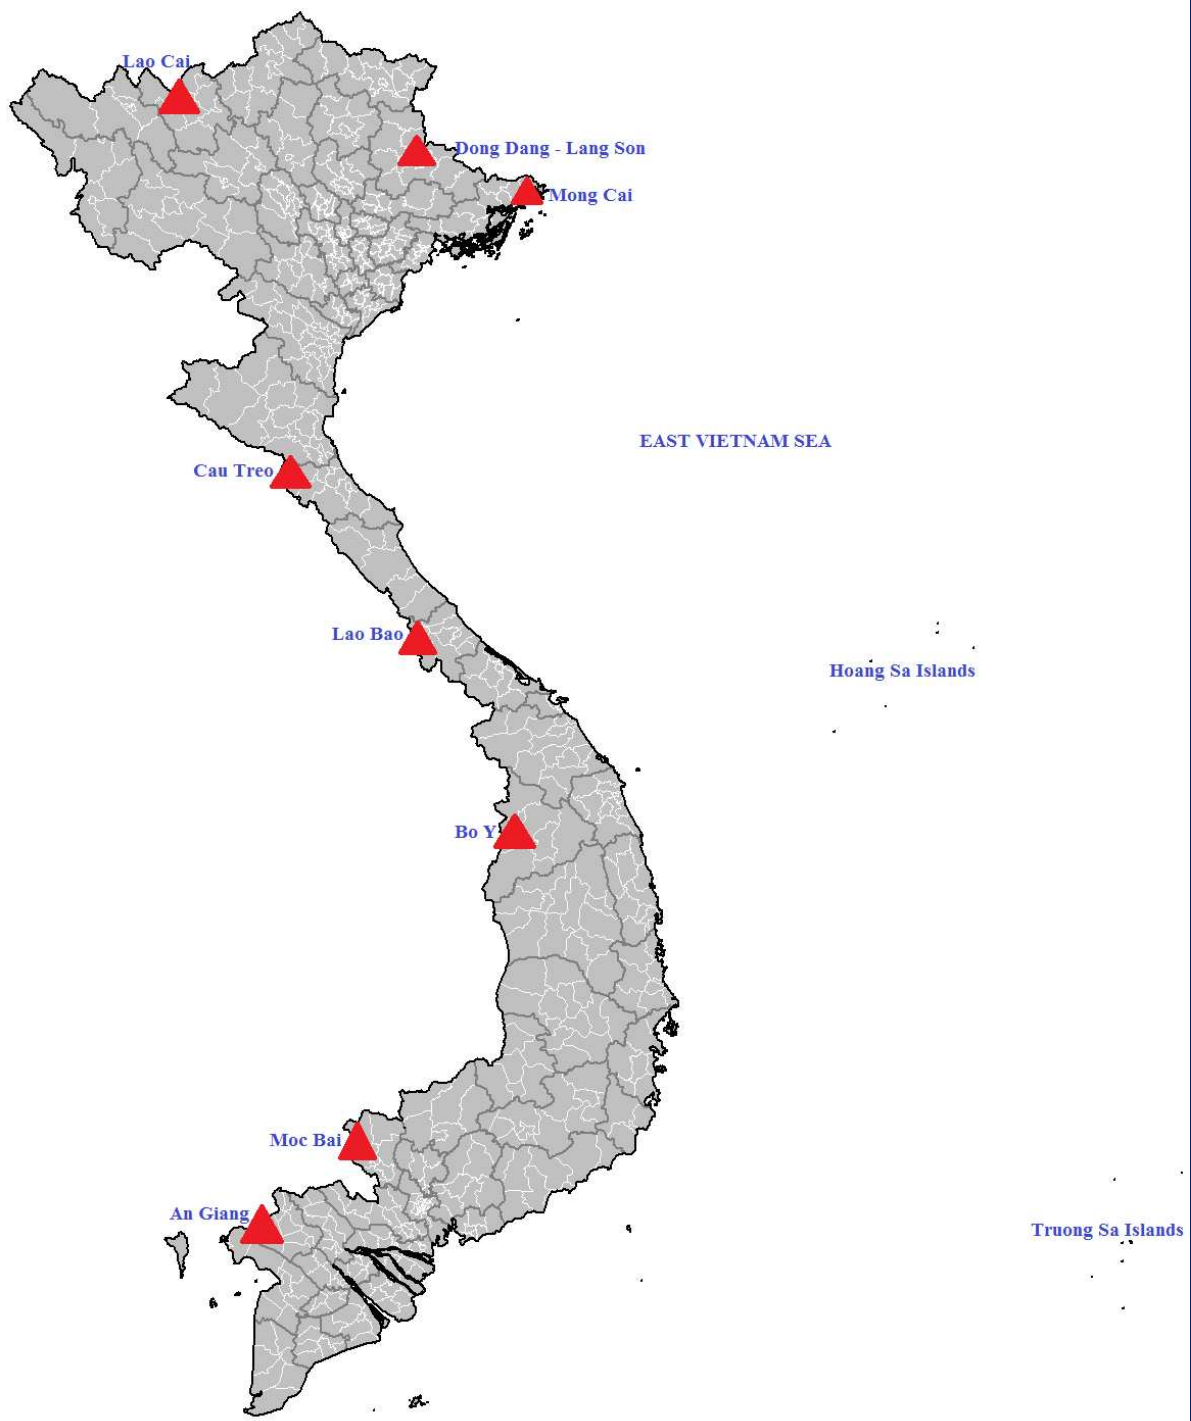 Lao Cai
Dong Dang - Lang Son
Mong Cai
EAST VIETNAM SEA
Cau Treo
Lao Bao
Hoang Sa Islands
Bo Y
Moc Bai
An Giang
Truong Sa Islands